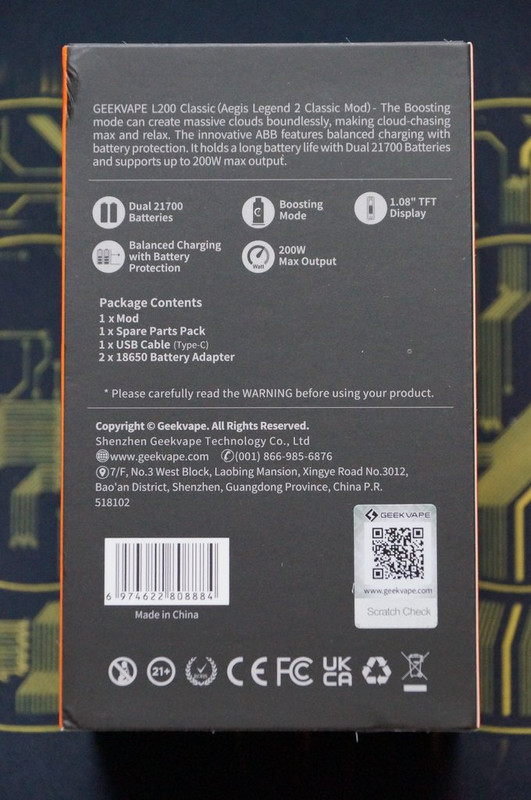 GEEKVAPE L200 Classic(Aegis Legend 2 Classic Mod)- The Boosting
mode can create massive clouds boundlessly, making cloud-chasing
max and relax. The innovative ABB features balanced charging with
battery protection. It holds a long battery life with Dual 21700 Batteries
and supports up to 200W max output.
Dual 21700
Batteries
Boosting
Mode
1.08" TFT
Display
Balanced Charging
with Battery
Protection
Watt
200W
Max Output
Package Contents
1 x Mod
1 x Spare Parts Pack
1 x USB Cable (Type-C)
2 x 18650 Battery Adapter
* Please carefully read the WARNING before using your product.
Copyright © Geekvape. All Rights Reserved.
Shenzhen Geekvape Technology Co., Ltd
www.geekvape.com (001) 866-985-6876
7/F, No.3 West Block, Laobing Mansion, Xingye Road No.3012,
Bao'an District, Shenzhen, Guangdong Province, China P.R.
518102
GEEKVAPE
www.geekvape.com
Scratch Check
6 974622 808884
Made in China
21+
RoHS
CE FC UK
CA